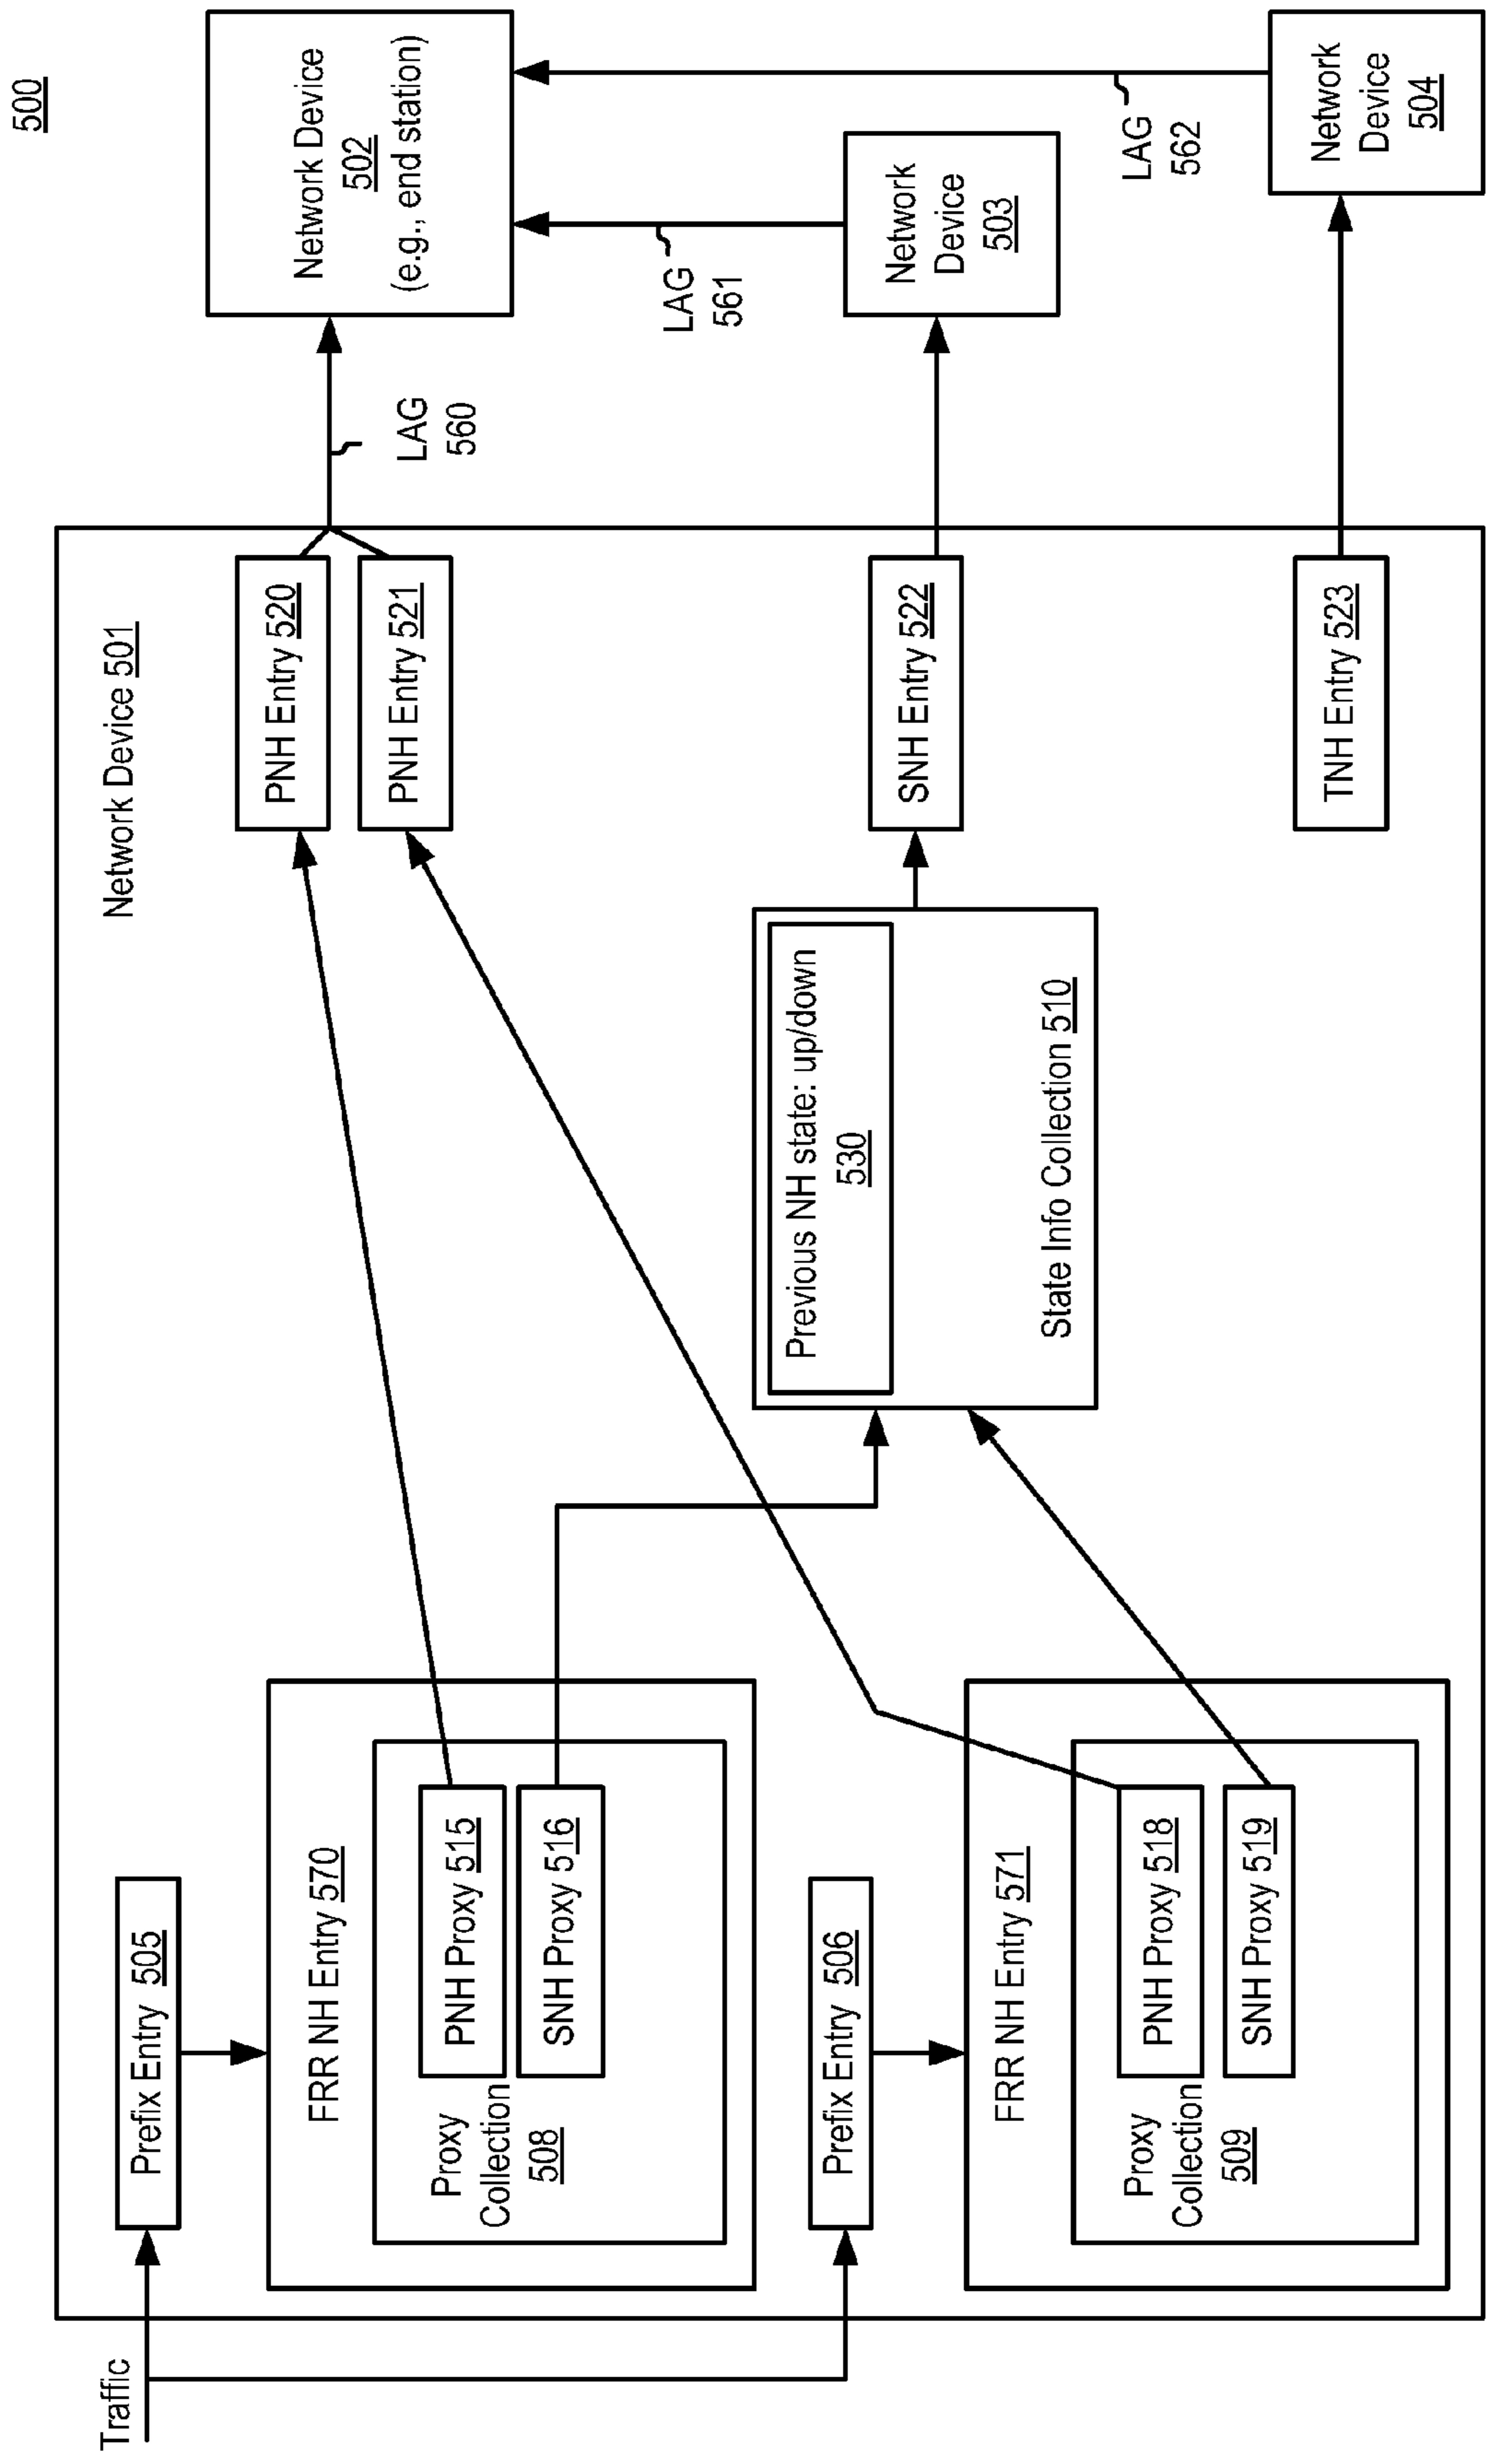 500
Traffic
Network Device 501
Prefix Entry 505
FRR NH Entry 570
Proxy
Collection
508
PNH Proxy 515
SNH Proxy 516
Prefix Entry 506
FRR NH Entry 571
Proxy
Collection
509
PNH Proxy 518
SNH Proxy 519
Previous NH state: up/down
530
State Info Collection 510
PNH Entry 520
PNH Entry 521
SNH Entry 522
TNH Entry 523
LAG
560
Network Device
502
(e.g., end station)
LAG
561
Network
Device
503
LAG
562
Network
Device
504